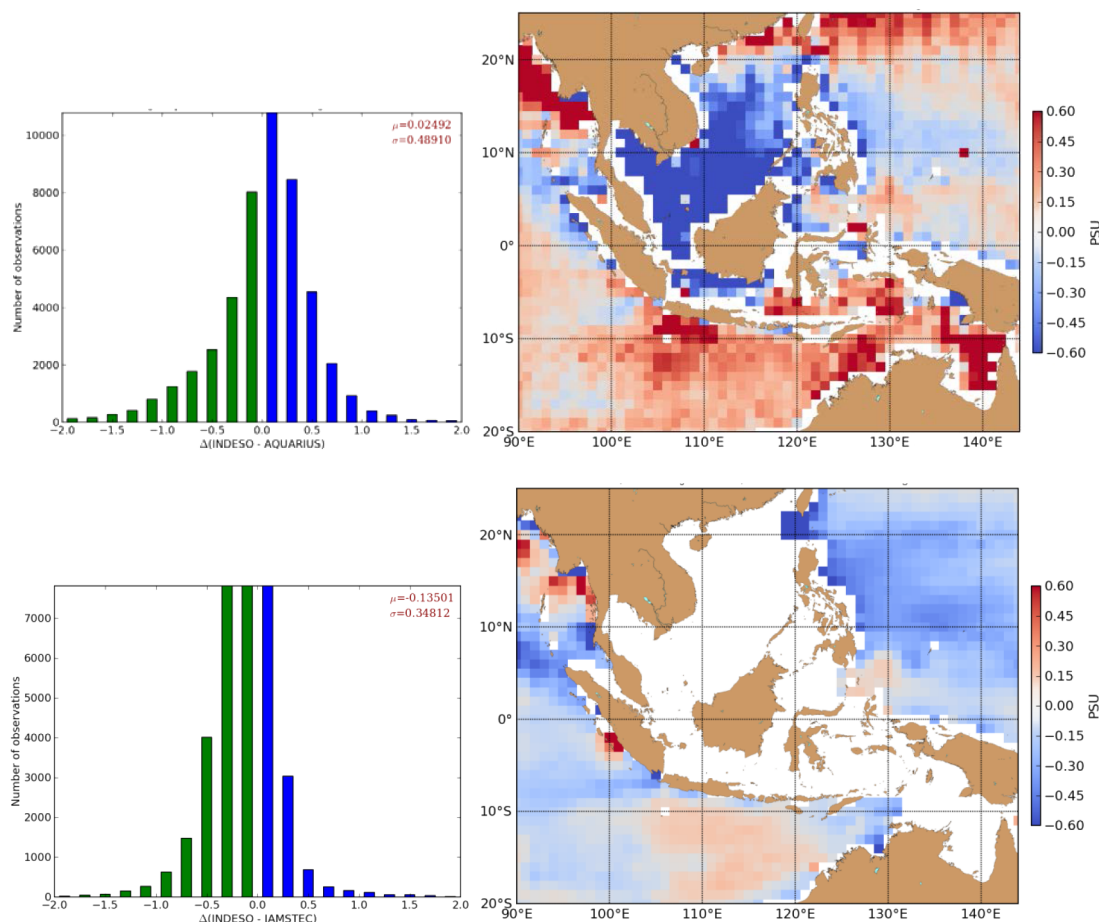 10000
8000
6000
4000
2000
0
Number of observations
μ=0.02492
σ=0.48910
−2.0 −1.5 −1.0 −0.5 0.0 0.5 1.0 1.5 2.0
Δ(INDESO - AQUARIUS)
20°N
10°N
0°
10°S
20°S
90°E 100°E 110°E 120°E 130°E 140°E
0.60
0.45
0.30
0.15
0.00
−0.15
−0.30
−0.45
−0.60
PSU
7000
6000
5000
4000
3000
2000
1000
0
Number of observations
μ=-0.13501
σ=0.34812
−2.0 −1.5 −1.0 −0.5 0.0 0.5 1.0 1.5 2.0
Δ(INDESO - JAMSTEC)
20°N
10°N
0°
10°S
20°S
90°E 100°E 110°E 120°E 130°E 140°E
0.60
0.45
0.30
0.15
0.00
−0.15
−0.30
−0.45
−0.60
PSU